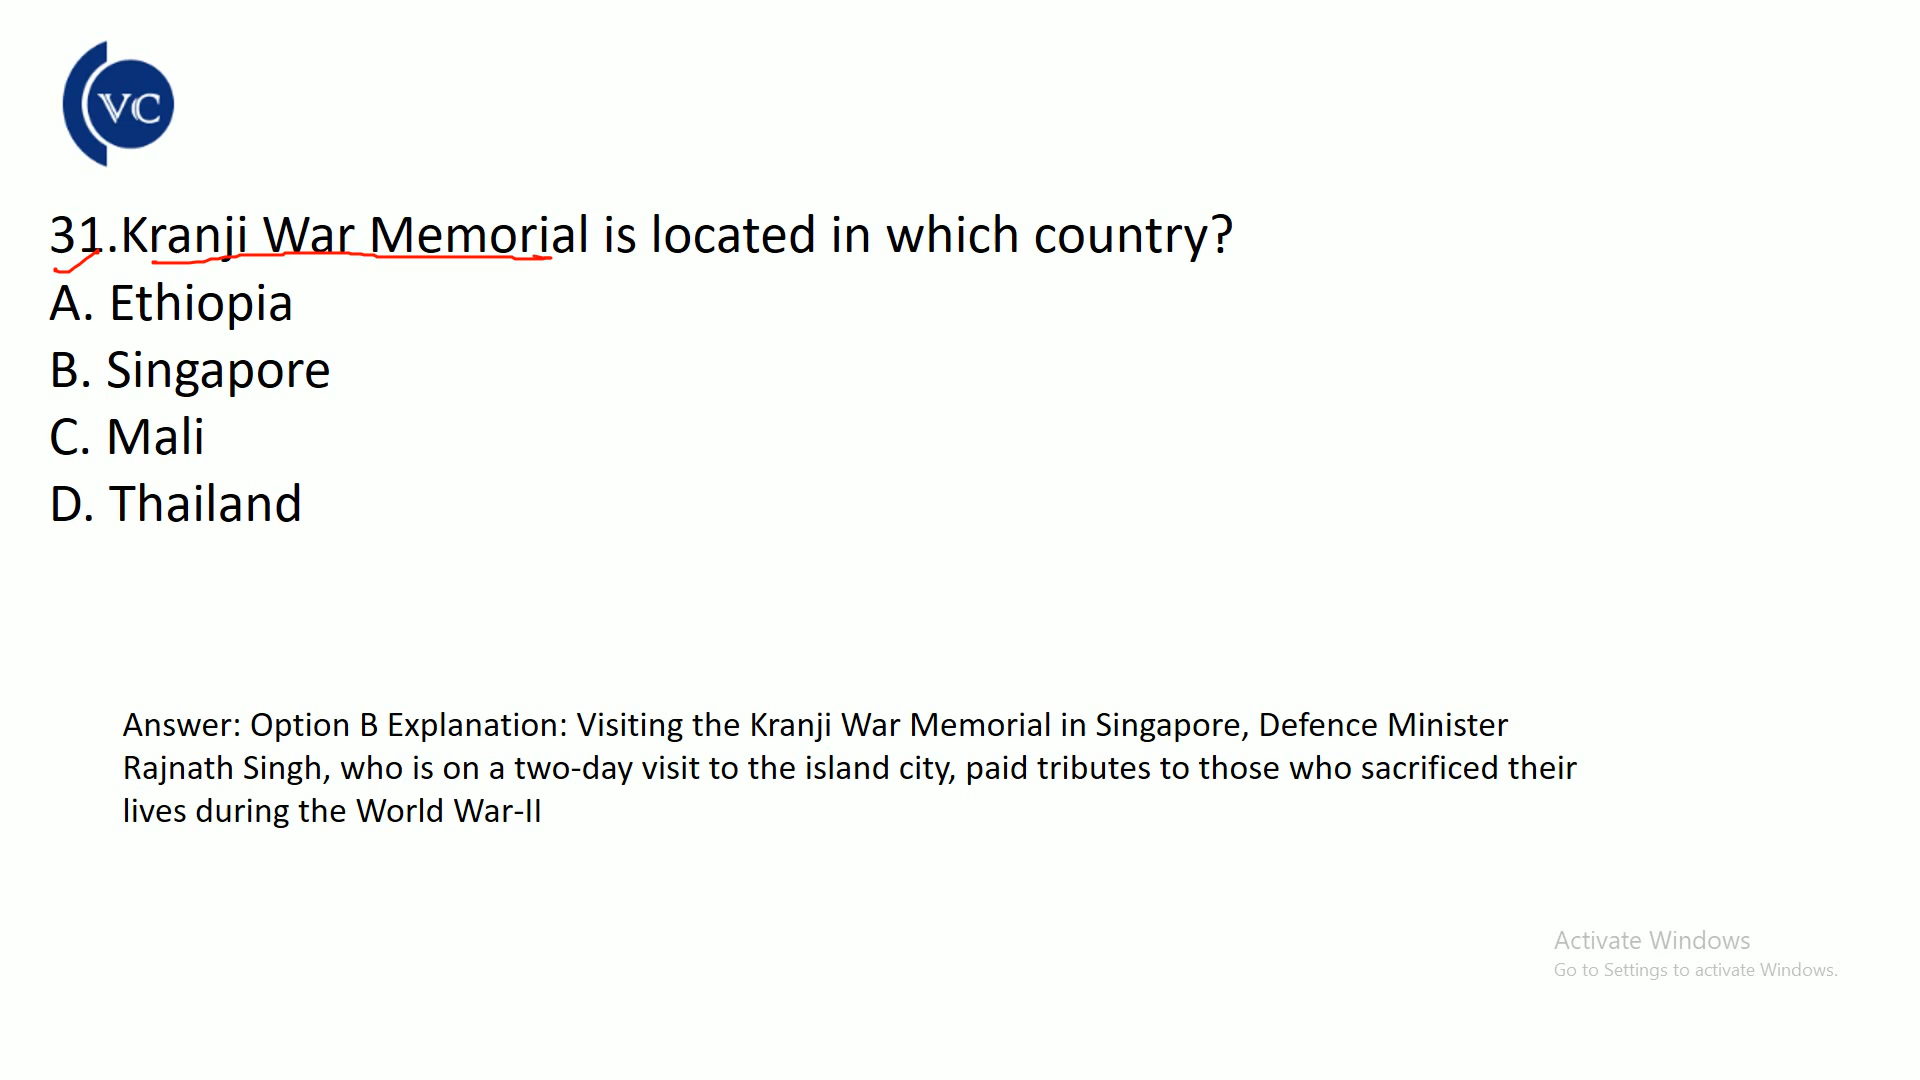 VC
31.Kranji War Memorial is located in which country?
A. Ethiopia
B. Singapore
C. Mali
D. Thailand
Answer: Option B Explanation: Visiting the Kranji War Memorial in Singapore, Defence Minister
Rajnath Singh, who is on a two-day visit to the island city, paid tributes to those who sacrificed their
lives during the World War-II
Activate Windows
Go to Settings to activate Windows.